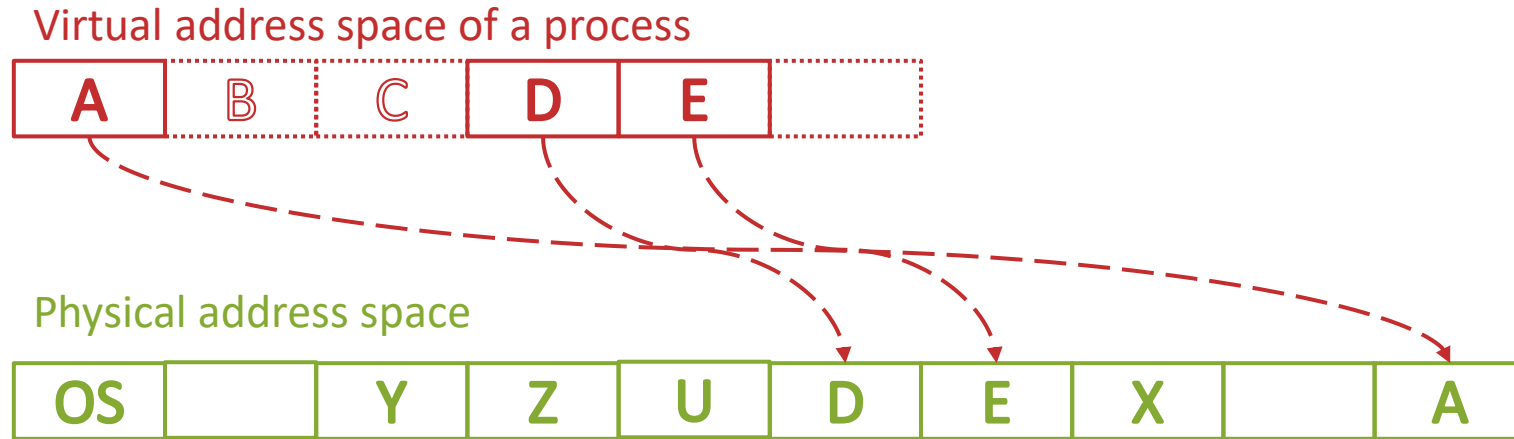 Virtual address space of a process
A B C D E
Physical address space
OS Y Z U D E X A